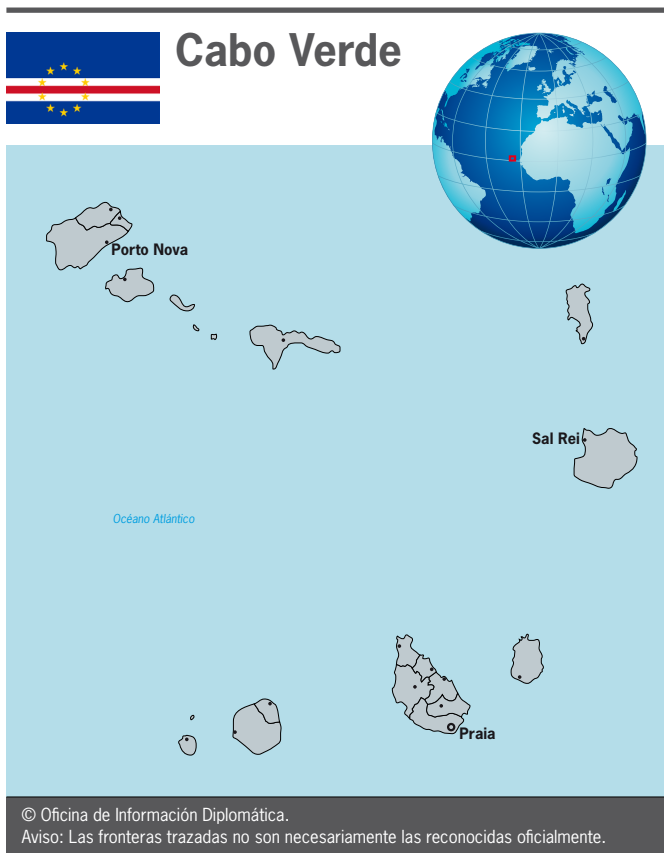 Cabo Verde
Porto Nova
Sal Rei
Océano Atlántico
Praia
© Oficina de Información Diplomática.
Aviso: Las fronteras trazadas no son necesariamente las reconocidas oficialmente.